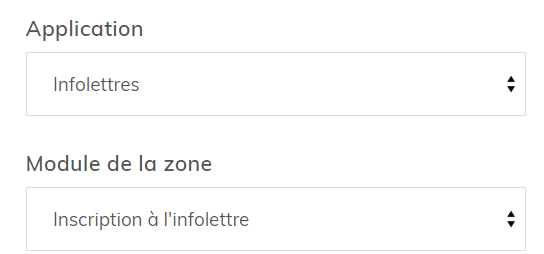 Application
Infolettres
Module de la zone
Inscription à l'infolettre